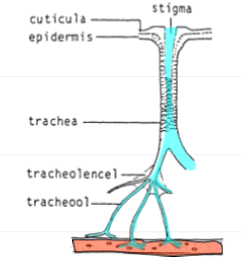 stigma
cuticula
epidermis
trachea
tracheolencel
tracheool